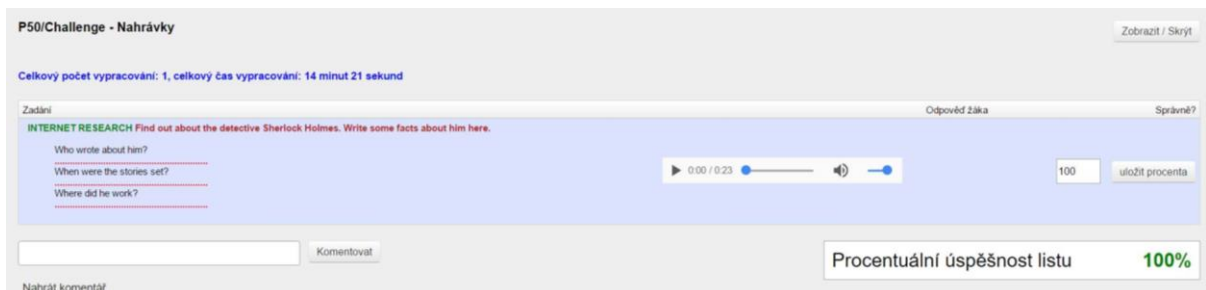 P50/Challenge - Nahrávky
Zobrazit / Skrýt
Celkový počet vypracování: 1, celkový čas vypracování: 14 minut 21 sekund
Zadání Odpověď žáka Správně?
INTERNET RESEARCH Find out about the detective Sherlock Holmes. Write some facts about him here.
Who wrote about him?
When were the stories set?
0:00 / 0:23 100 uložit procenta
Where did he work?
Komentovat
Procentuální úspěšnost listu 100%
Nahrát komentář